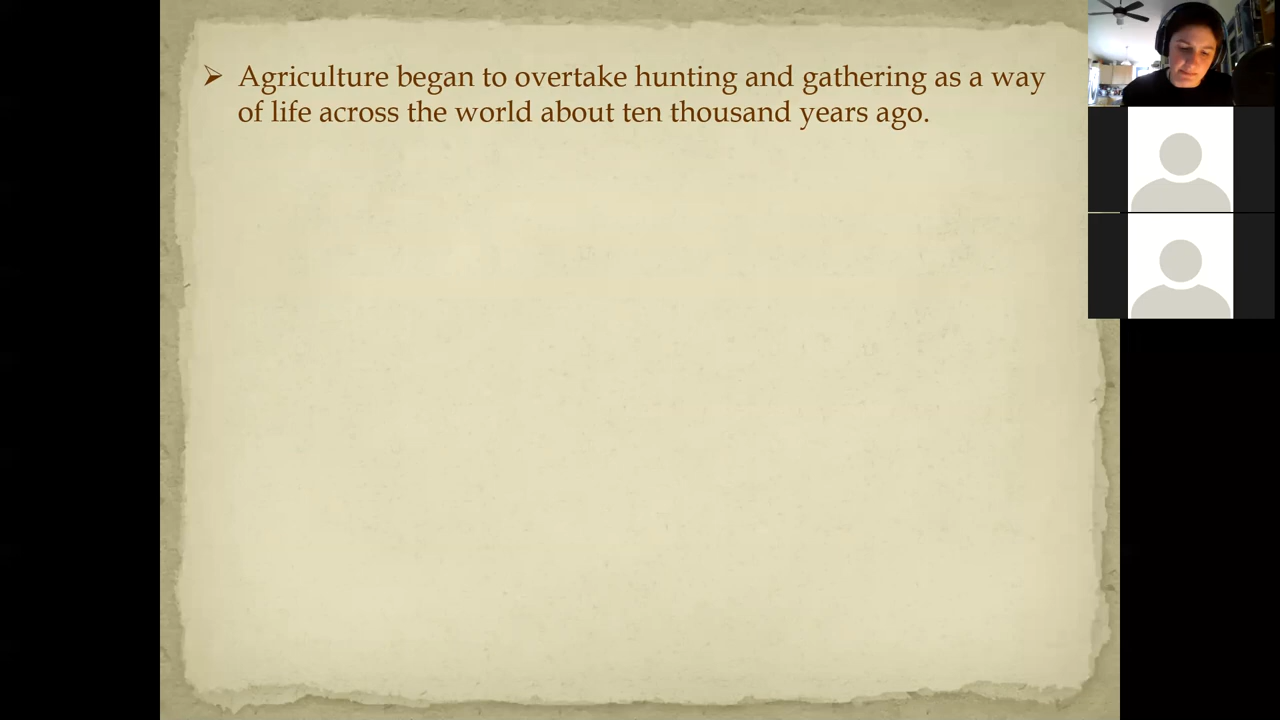 Agriculture began to overtake hunting and gathering as a way
of life across the world about ten thousand years ago.